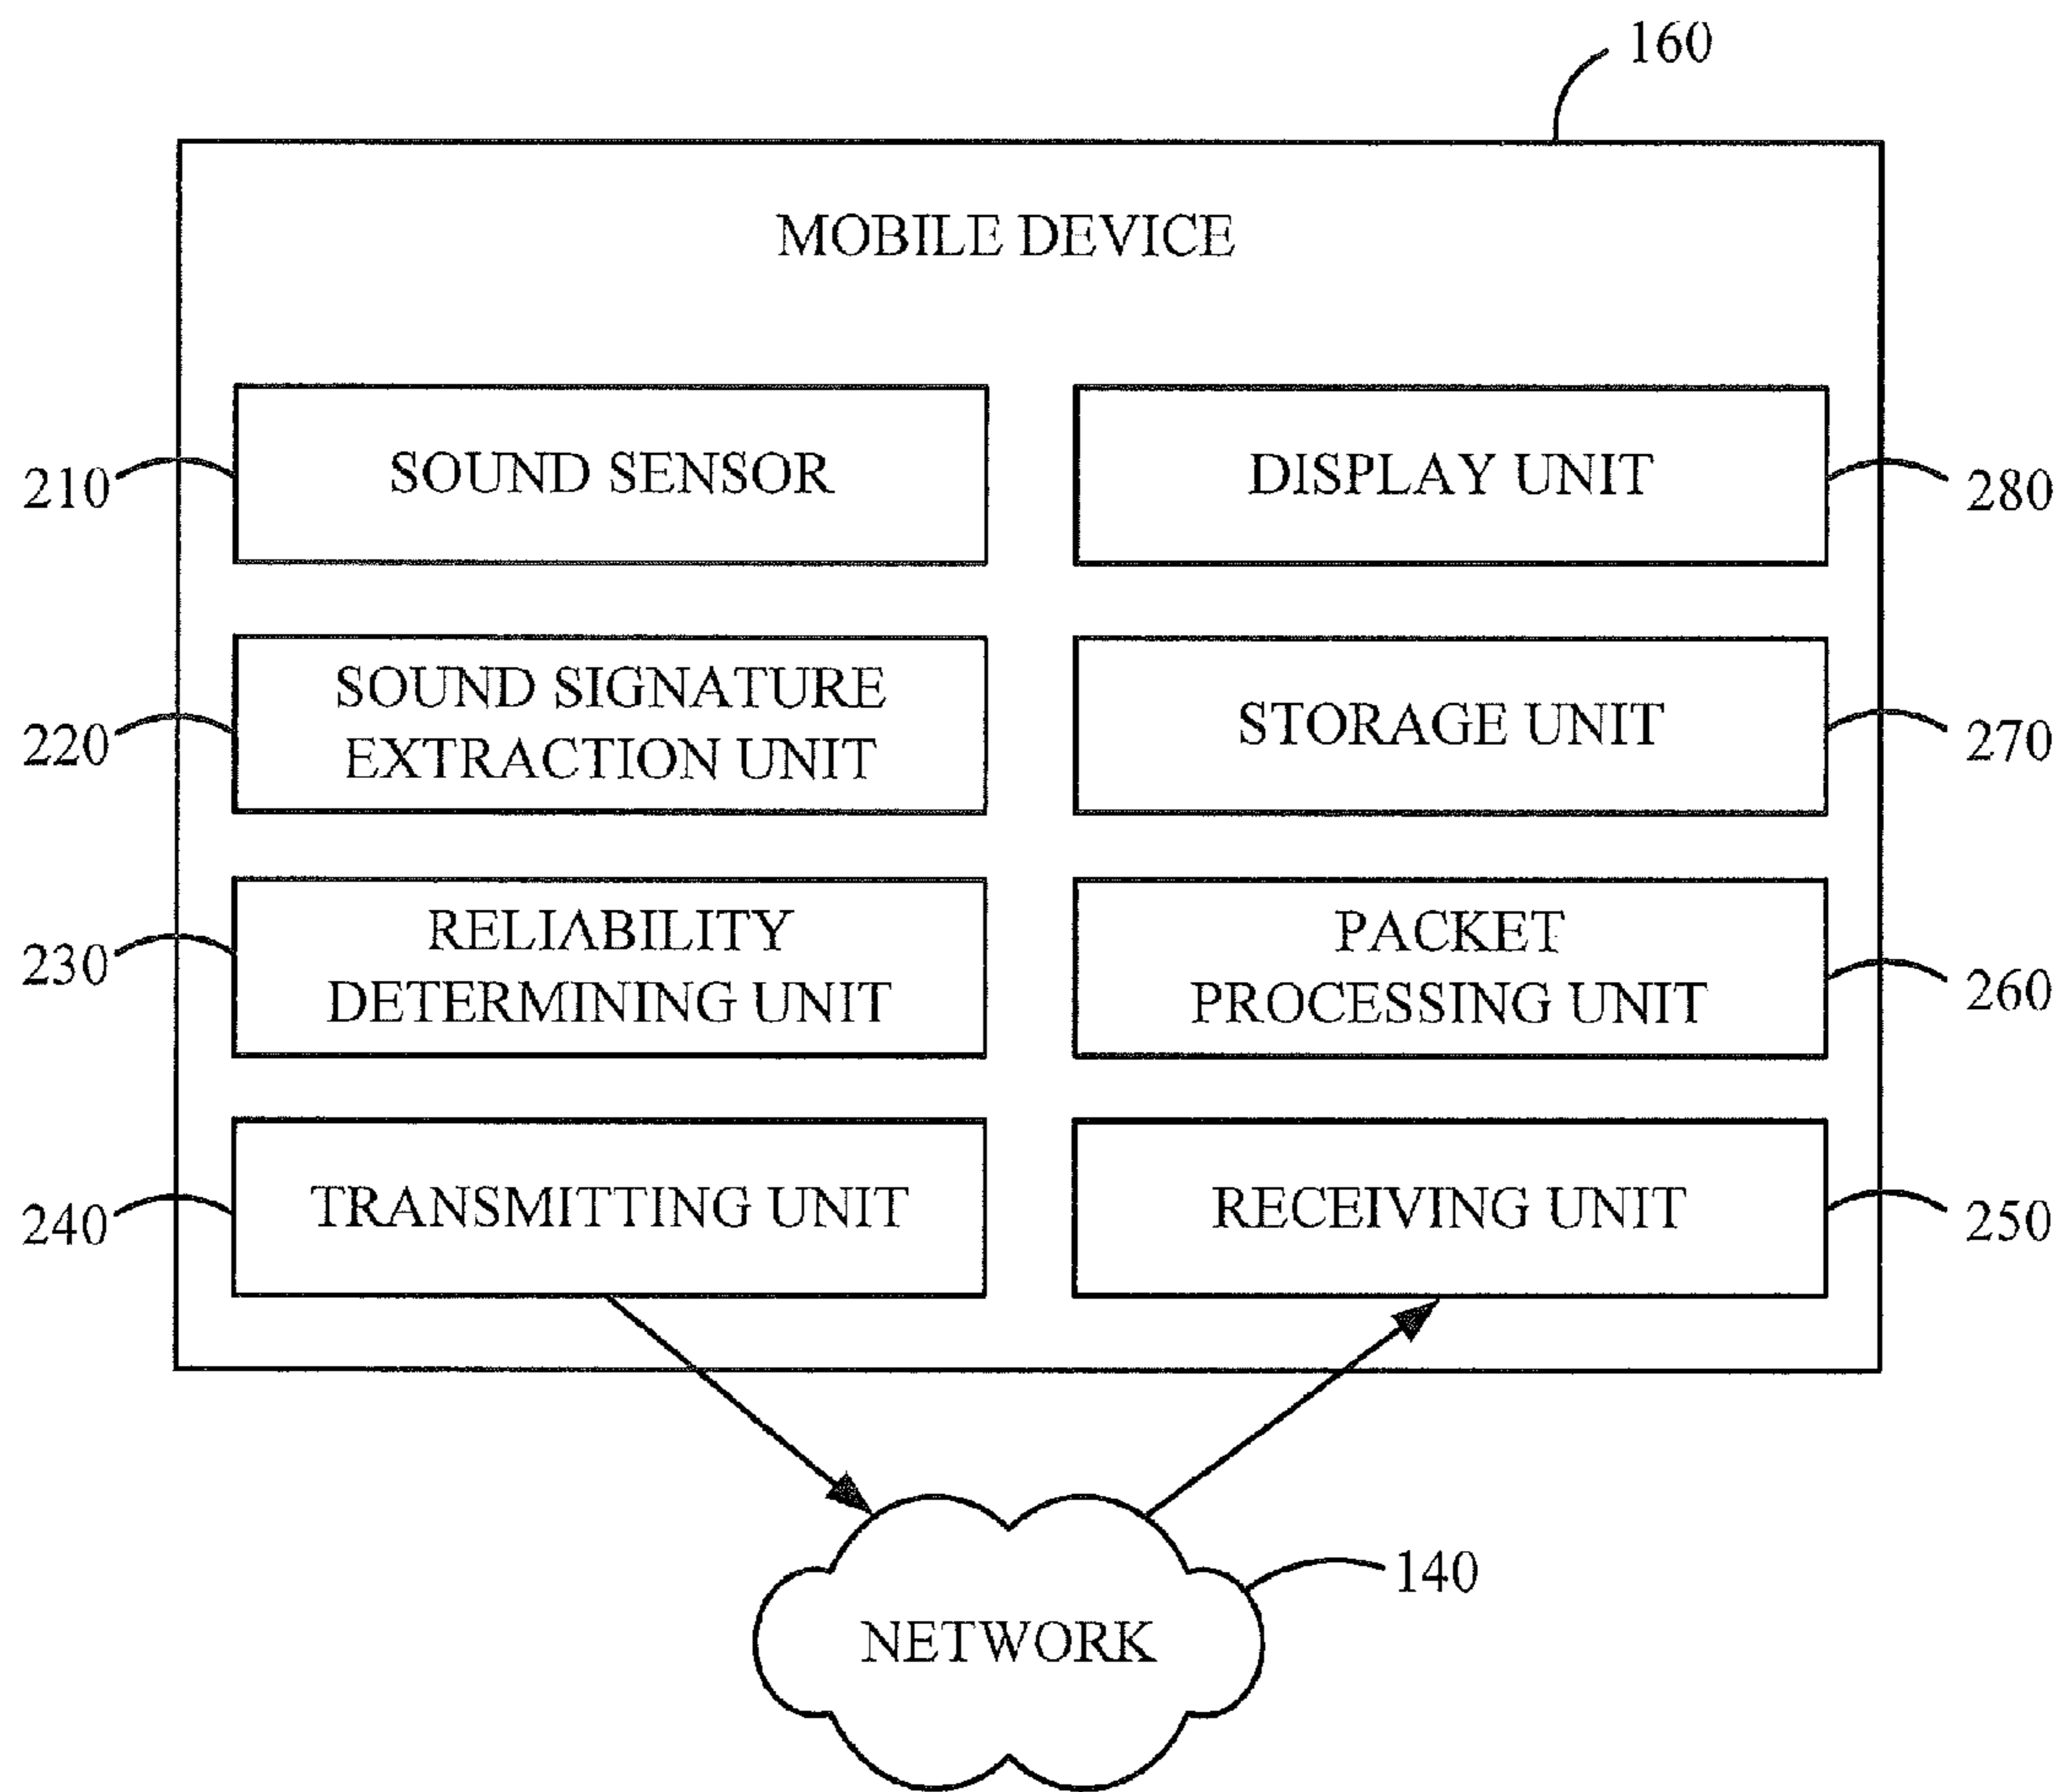 160
MOBILE DEVICE
210
SOUND SENSOR
DISPLAY UNIT
280
220
SOUND SIGNATURE
EXTRACTION UNIT
STORAGE UNIT
270
230
RELIABILITY
DETERMINING UNIT
PACKET
PROCESSING UNIT
260
240
TRANSMITTING UNIT
RECEIVING UNIT
250
140
NETWORK